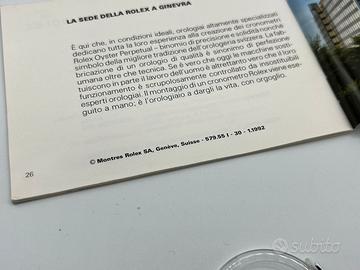 LA SEDE DELLA ROLEX A GINEVRA
È qui che, in condizioni ideali, orologiai altamente specializzati
dedicano tutta la loro esperienza alla creazione dei cronometri
Rolex Oyster Perpetual – binomio di precisione e solidità nonché
simbolo della migliore tradizione dell'orologeria svizzera. La fab-
bricazione di un orologio di qualità è sinonimo di perfezione
umana oltre che tecnica. Se è vero che oggi le macchine sosti-
tuiscono in parte il lavoro dell'uomo è altrettanto vero che il loro
funzionamento è scrupolosamente controllato da insostituibili
esperti orologiai. Il montaggio di un cronometro Rolex viene ese-
guito a mano; è l'orologiaio a dargli la vita, con orgoglio.
© Montres Rolex SA, Genève, Suisse - 579.55 I - 30 - 1.1992
26
subito